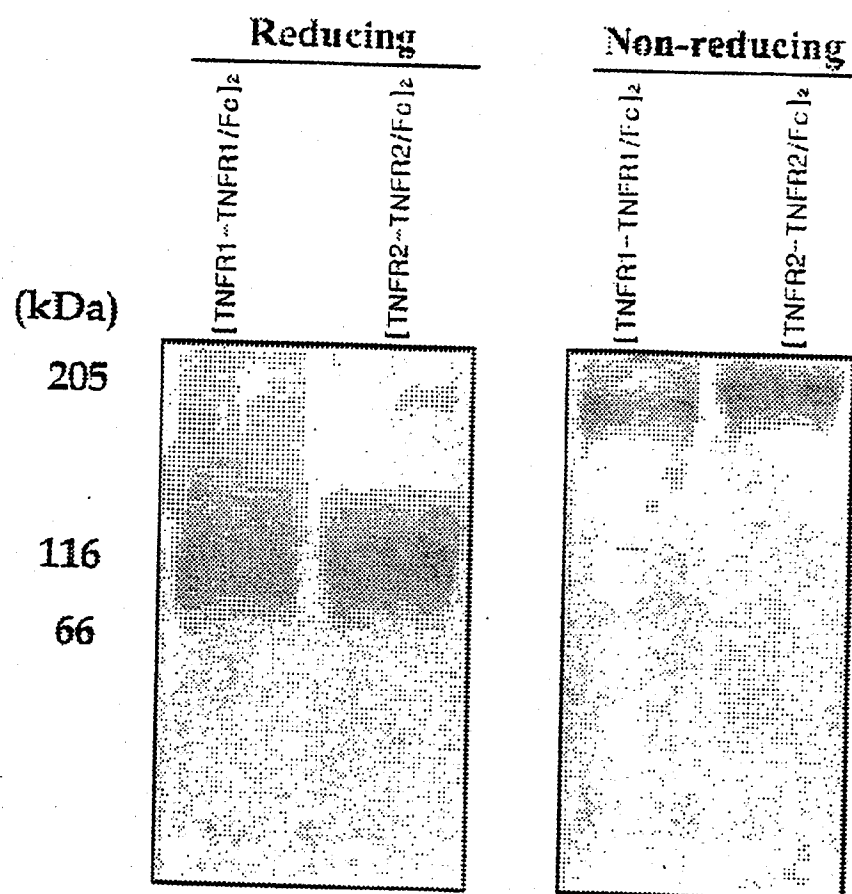 Reducing
Non-reducing
[TNFR1-TNFR1/Fc]₂
[TNFR2-TNFR2/Fc]₂
[TNFR1-TNFR1/Fc]₂
[TNFR2-TNFR2/Fc]₂
(kDa)
205
116
66